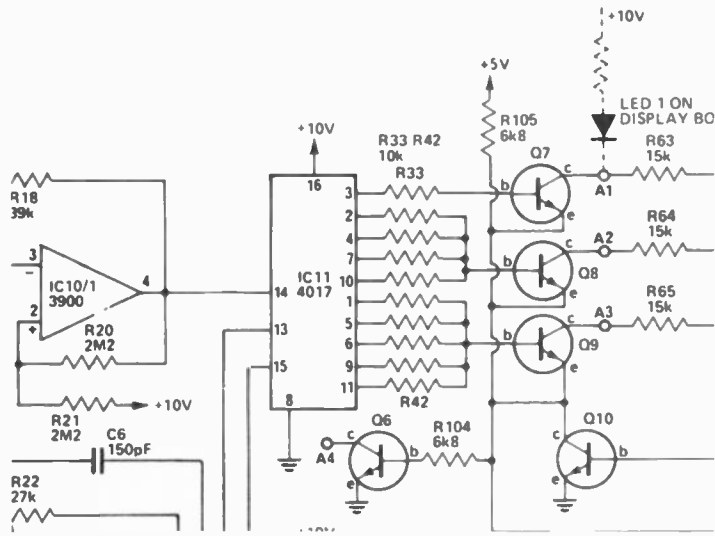 +10V
+5V
LED 1 ON
DISPLAY BO
R105
6k8
R33 R42
10k
R33
+10V
16
Q7
c
b
e
A1
R63
15k
R18
39k
3
2
4
7
10
1
5
6
9
11
IC11
4017
14
13
15
8
3
–
IC10/1
3900
4
2
+
R20
2M2
R21
2M2
+10V
c
b
e
A2
Q8
R64
15k
c
b
e
A3
Q9
R65
15k
R42
C6
150pF
R22
27k
A4
Q6
c
b
e
R104
6k8
Q10
c
b
e
+10V